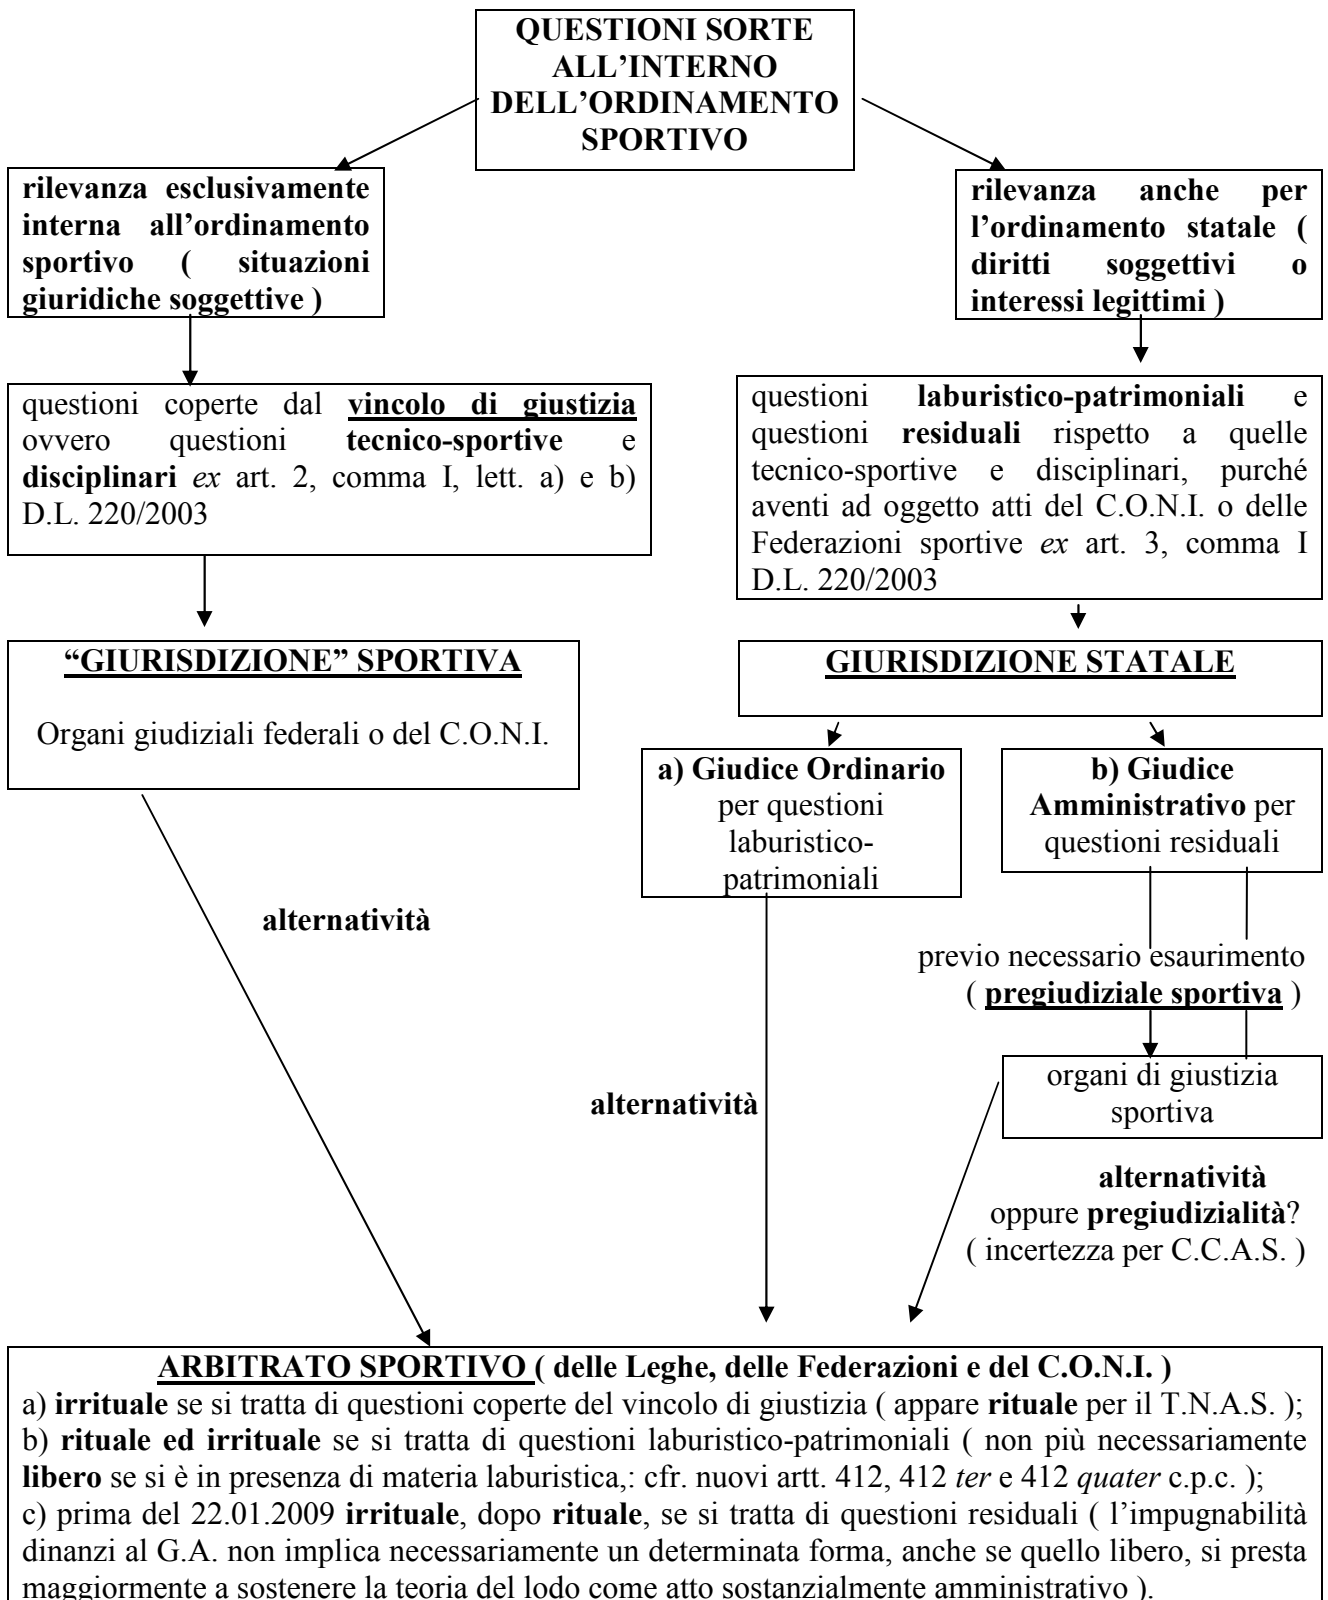 QUESTIONI SORTE
ALL’INTERNO
DELL’ORDINAMENTO
SPORTIVO
rilevanza esclusivamente
interna all’ordinamento
sportivo ( situazioni
giuridiche soggettive )
rilevanza anche per
l’ordinamento statale (
diritti soggettivi o
interessi legittimi )
questioni coperte dal vincolo di giustizia
ovvero questioni tecnico-sportive e
disciplinari ex art. 2, comma I, lett. a) e b)
D.L. 220/2003
questioni laburistico-patrimoniali e
questioni residuali rispetto a quelle
tecnico-sportive e disciplinari, purché
aventi ad oggetto atti del C.O.N.I. o delle
Federazioni sportive ex art. 3, comma I
D.L. 220/2003
“GIURISDIZIONE” SPORTIVA
Organi giudiziali federali o del C.O.N.I.
GIURISDIZIONE STATALE
a) Giudice Ordinario
per questioni
laburistico-
patrimoniali
b) Giudice
Amministrativo per
questioni residuali
alternatività
previo necessario esaurimento
( pregiudiziale sportiva )
organi di giustizia
sportiva
alternatività
alternatività
oppure pregiudizialità?
( incertezza per C.C.A.S. )
ARBITRATO SPORTIVO ( delle Leghe, delle Federazioni e del C.O.N.I. )
a) irrituale se si tratta di questioni coperte del vincolo di giustizia ( appare rituale per il T.N.A.S. );
b) rituale ed irrituale se si tratta di questioni laburistico-patrimoniali ( non più necessariamente
libero se si è in presenza di materia laburistica,: cfr. nuovi artt. 412, 412 ter e 412 quater c.p.c. );
c) prima del 22.01.2009 irrituale, dopo rituale, se si tratta di questioni residuali ( l’impugnabilità
dinanzi al G.A. non implica necessariamente un determinata forma, anche se quello libero, si presta
maggiormente a sostenere la teoria del lodo come atto sostanzialmente amministrativo ).